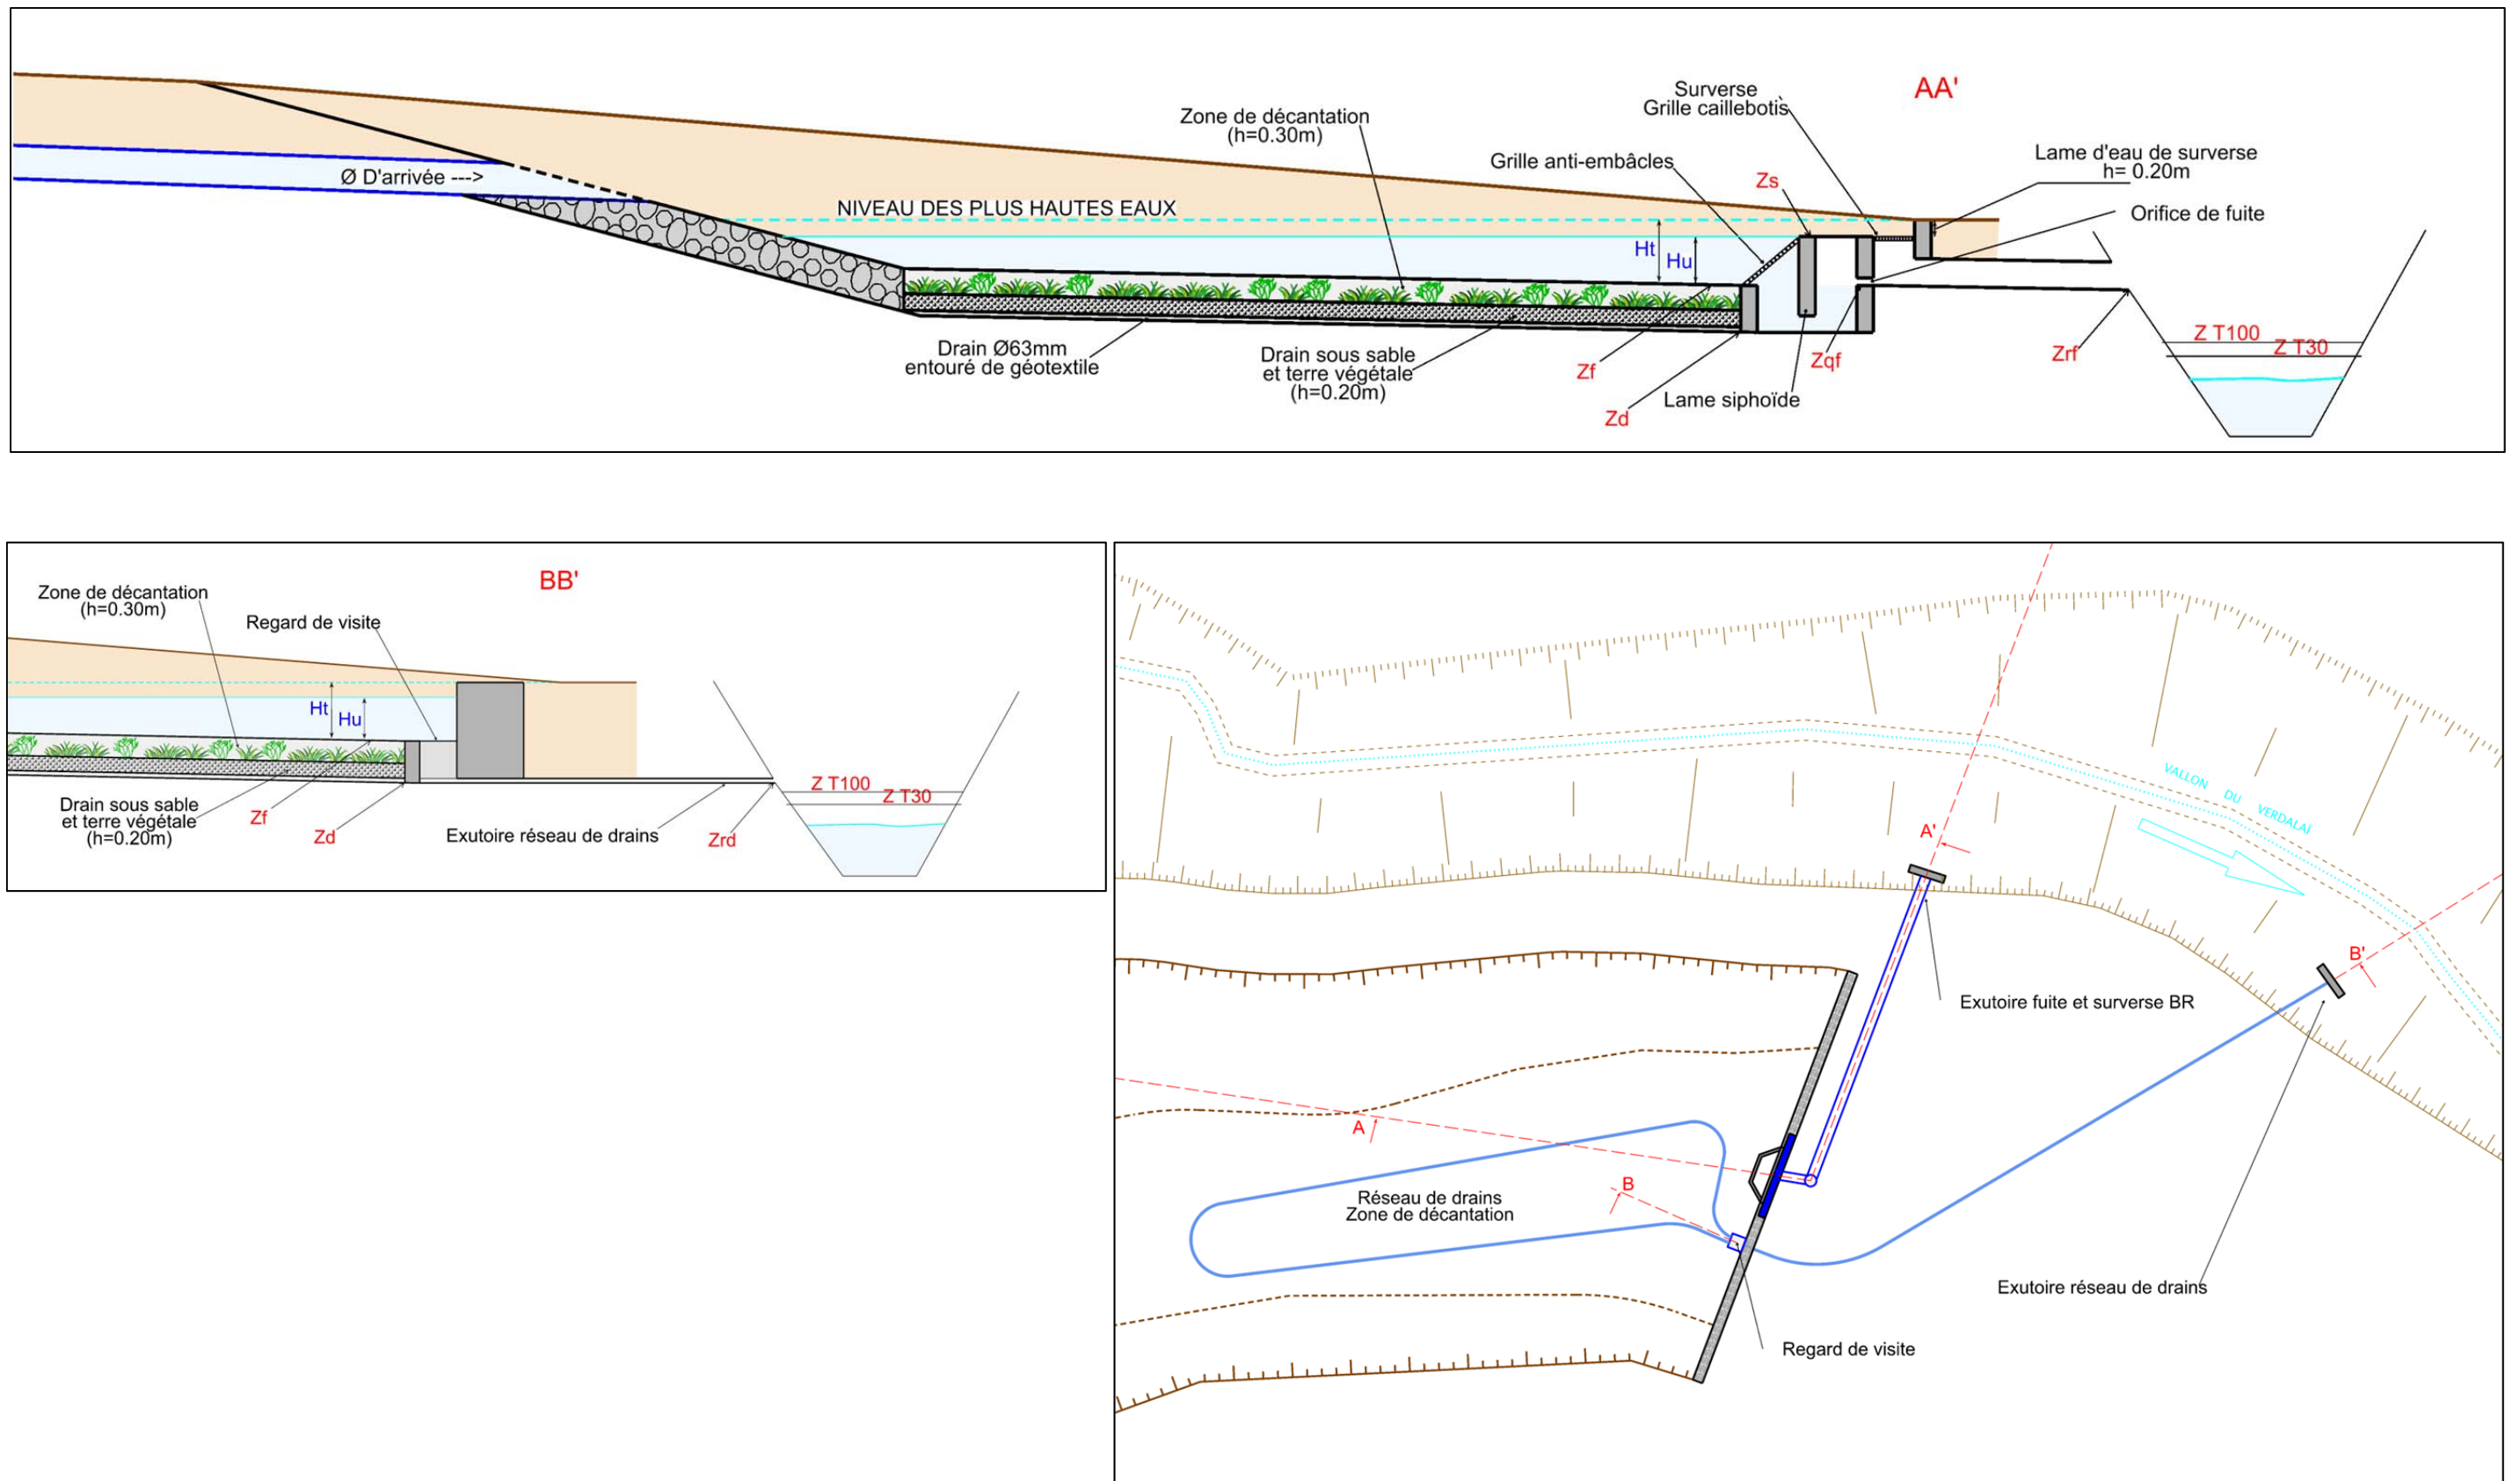 AA'
Surverse
Grille caillebotis
Zone de décantation
(h=0.30m)
Grille anti-embâcles
Lame d'eau de surverse
h= 0.20m
Zs
Ø D'arrivée --->
NIVEAU DES PLUS HAUTES EAUX
Orifice de fuite
Ht
Hu
Z T100
Z T30
Drain Ø63mm
entouré de géotextile
Drain sous sable
et terre végétale
(h=0.20m)
Zf
Zqf
Zrf
Zd
Lame siphoïde
BB'
Zone de décantation
(h=0.30m)
Regard de visite
Ht
Hu
Z T100
Z T30
Drain sous sable
et terre végétale
(h=0.20m)
Zf
Zd
Exutoire réseau de drains
Zrd
VALLON DU VERDALAÏ
A'
B'
Exutoire fuite et surverse BR
A
B
Réseau de drains
Zone de décantation
Exutoire réseau de drains
Regard de visite